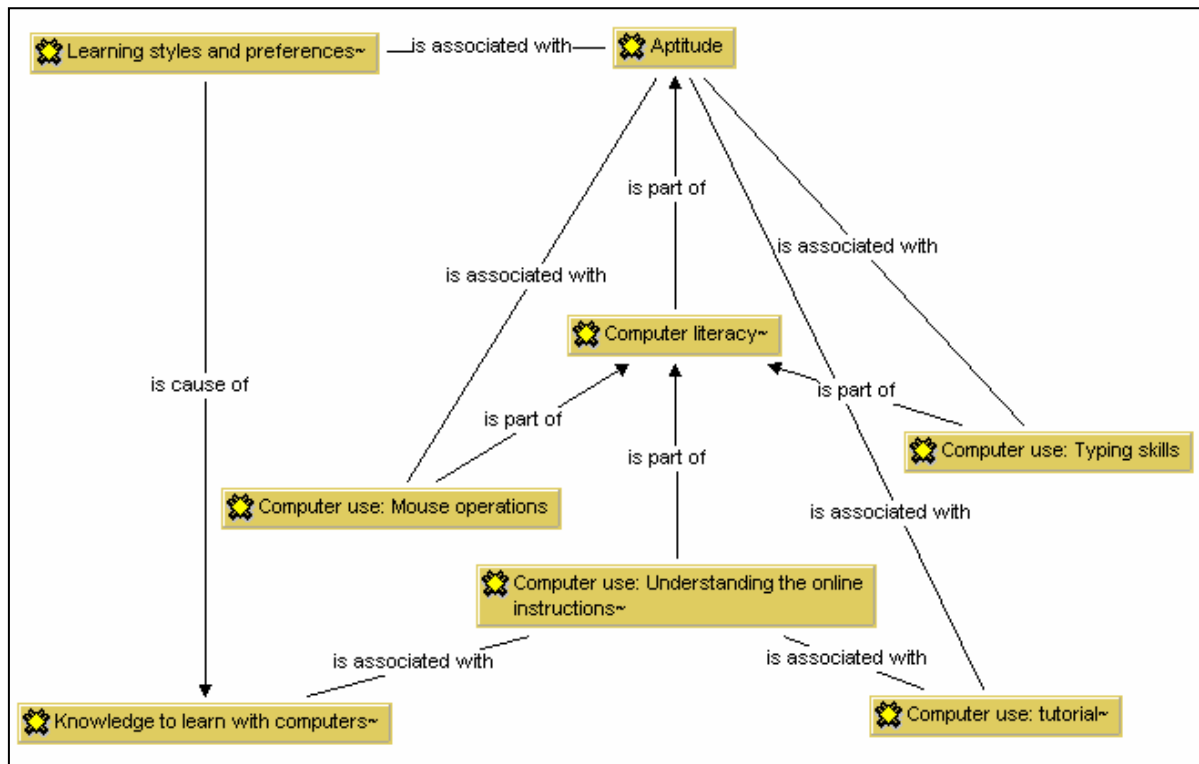 Learning styles and preferences~
is associated with
Aptitude
is part of
is associated with
is associated with
Computer literacy~
is cause of
is part of
is part of
Computer use: Typing skills
is part of
Computer use: Mouse operations
is associated with
Computer use: Understanding the online
instructions~
is associated with
is associated with
Knowledge to learn with computers~
Computer use: tutorial~